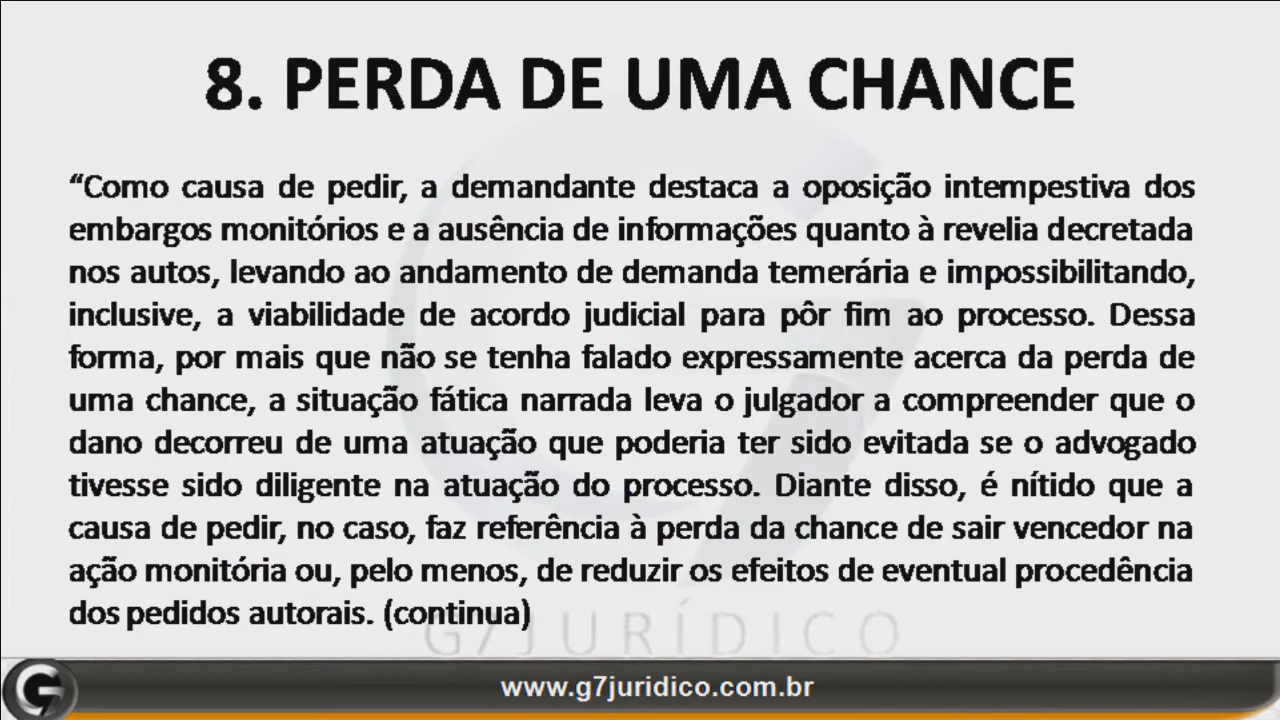 8. PERDA DE UMA CHANCE
“Como causa de pedir, a demandante destaca a oposição intempestiva dos
embargos monitórios e a ausência de informações quanto à revelia decretada
nos autos, levando ao andamento de demanda temerária e impossibilitando,
inclusive, a viabilidade de acordo judicial para pôr fim ao processo. Dessa
forma, por mais que não se tenha falado expressamente acerca da perda de
uma chance, a situação fática narrada leva o julgador a compreender que o
dano decorreu de uma atuação que poderia ter sido evitada se o advogado
tivesse sido diligente na atuação do processo. Diante disso, é nítido que a
causa de pedir, no caso, faz referência à perda da chance de sair vencedor na
ação monitória ou, pelo menos, de reduzir os efeitos de eventual procedência
dos pedidos autorais. (continua)
G7JURÍDICO
www.g7juridico.com.br